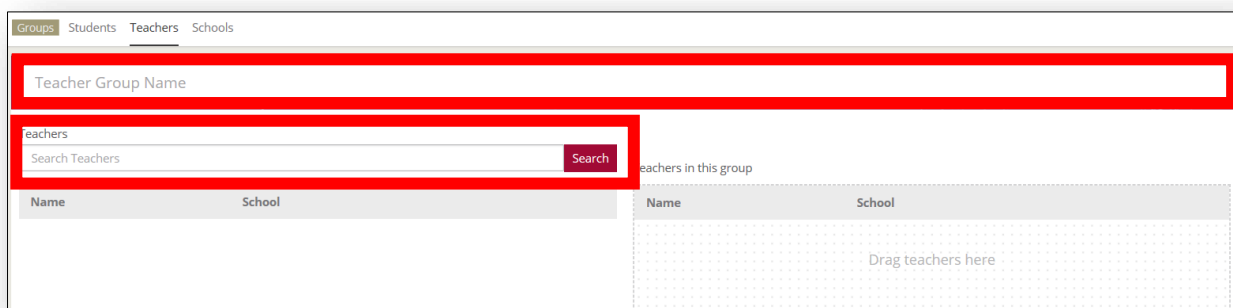 Groups Students Teachers Schools
Teacher Group Name
Teachers
Search Teachers Search
Teachers in this group
Name School
Name School
Drag teachers here